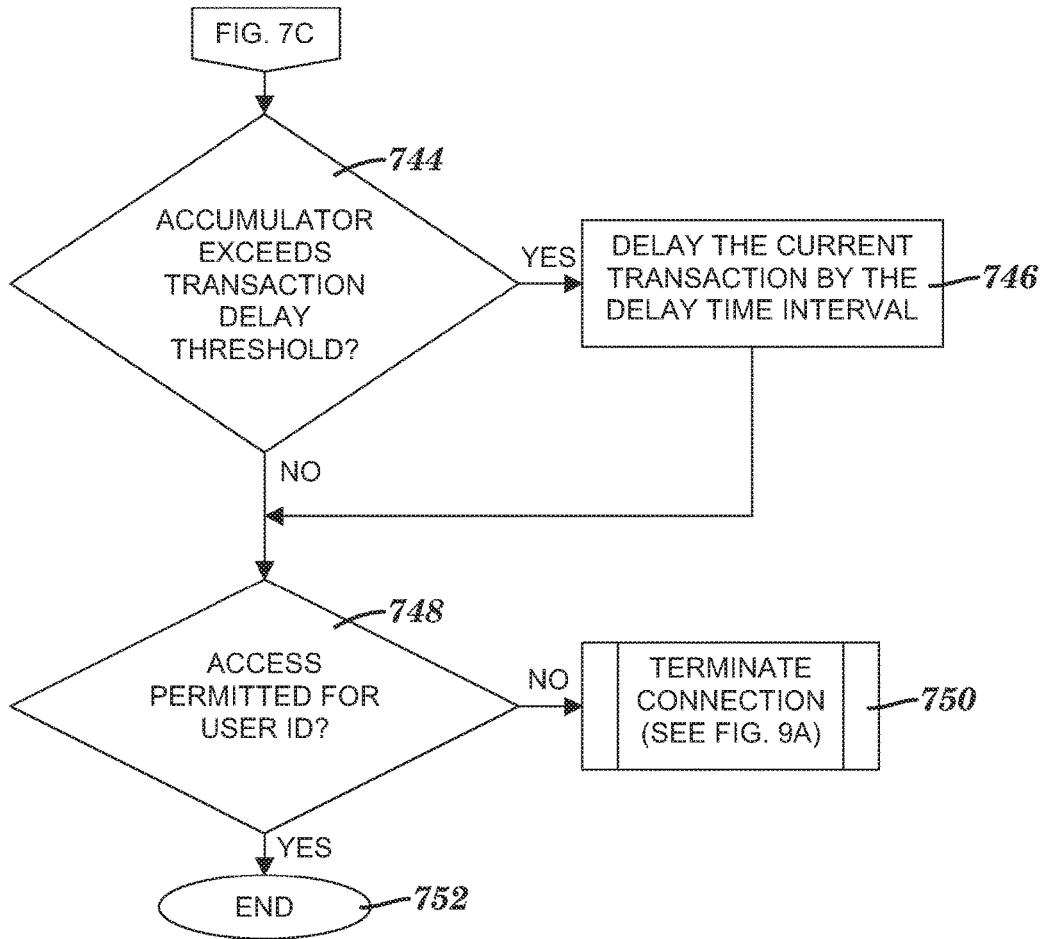 FIG. 7C
744
ACCUMULATOR
EXCEEDS
TRANSACTION
DELAY
THRESHOLD?
YES
DELAY THE CURRENT
TRANSACTION BY THE
DELAY TIME INTERVAL
746
NO
748
ACCESS
PERMITTED FOR
USER ID?
NO
TERMINATE
CONNECTION
(SEE FIG. 9A)
750
YES
END
752